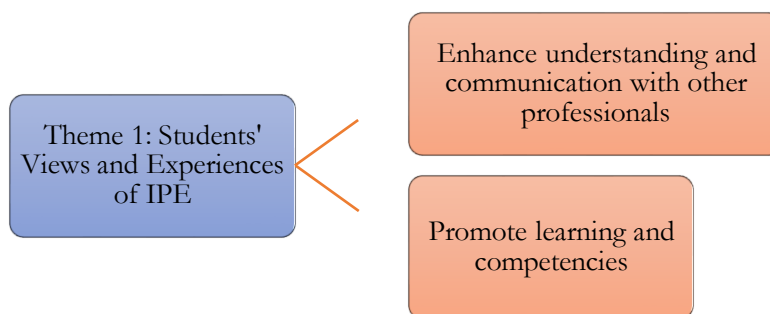 Theme 1: Students'
Views and Experiences
of IPE
Enhance understanding and
communication with other
professionals
Promote learning and
competencies